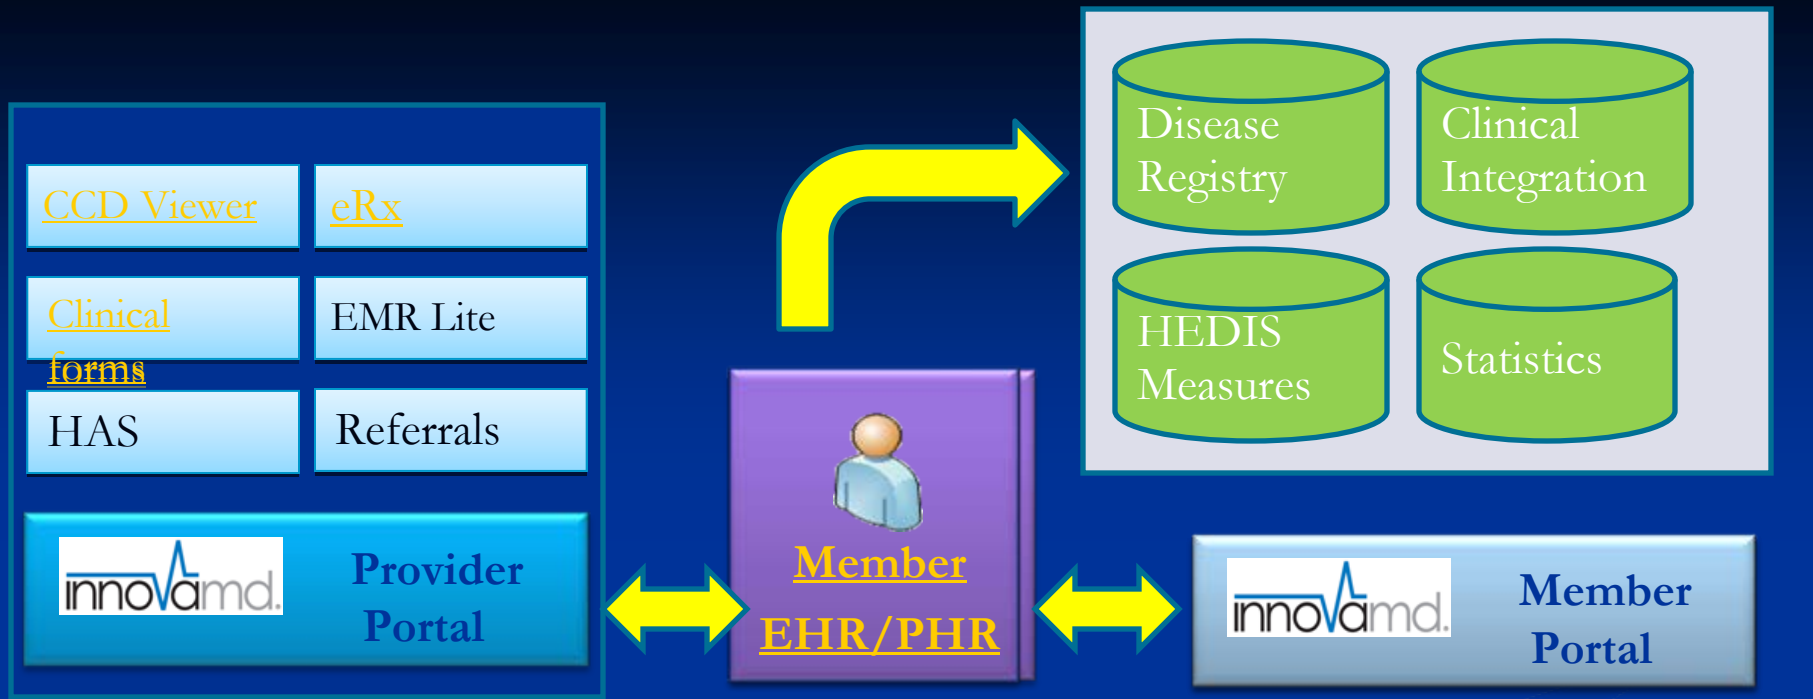 CCD Viewer
eRx
Clinical
forms
EMR Lite
HAS
Referrals
innovamd.
Provider
Portal
Member
EHR/PHR
Disease
Registry
Clinical
Integration
HEDIS
Measures
Statistics
innovamd.
Member
Portal